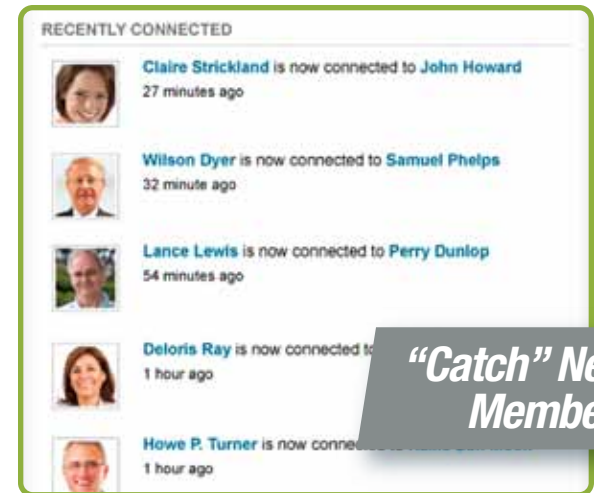 RECENTLY CONNECTED
Claire Strickland is now connected to John Howard
27 minutes ago
Wilson Dyer is now connected to Samuel Phelps
32 minute ago
Lance Lewis is now connected to Perry Dunlop
54 minutes ago
Deloris Ray is now connected to
1 hour ago
"Catch" Ne
Membe
Howe P. Turner is now connected
1 hour ago